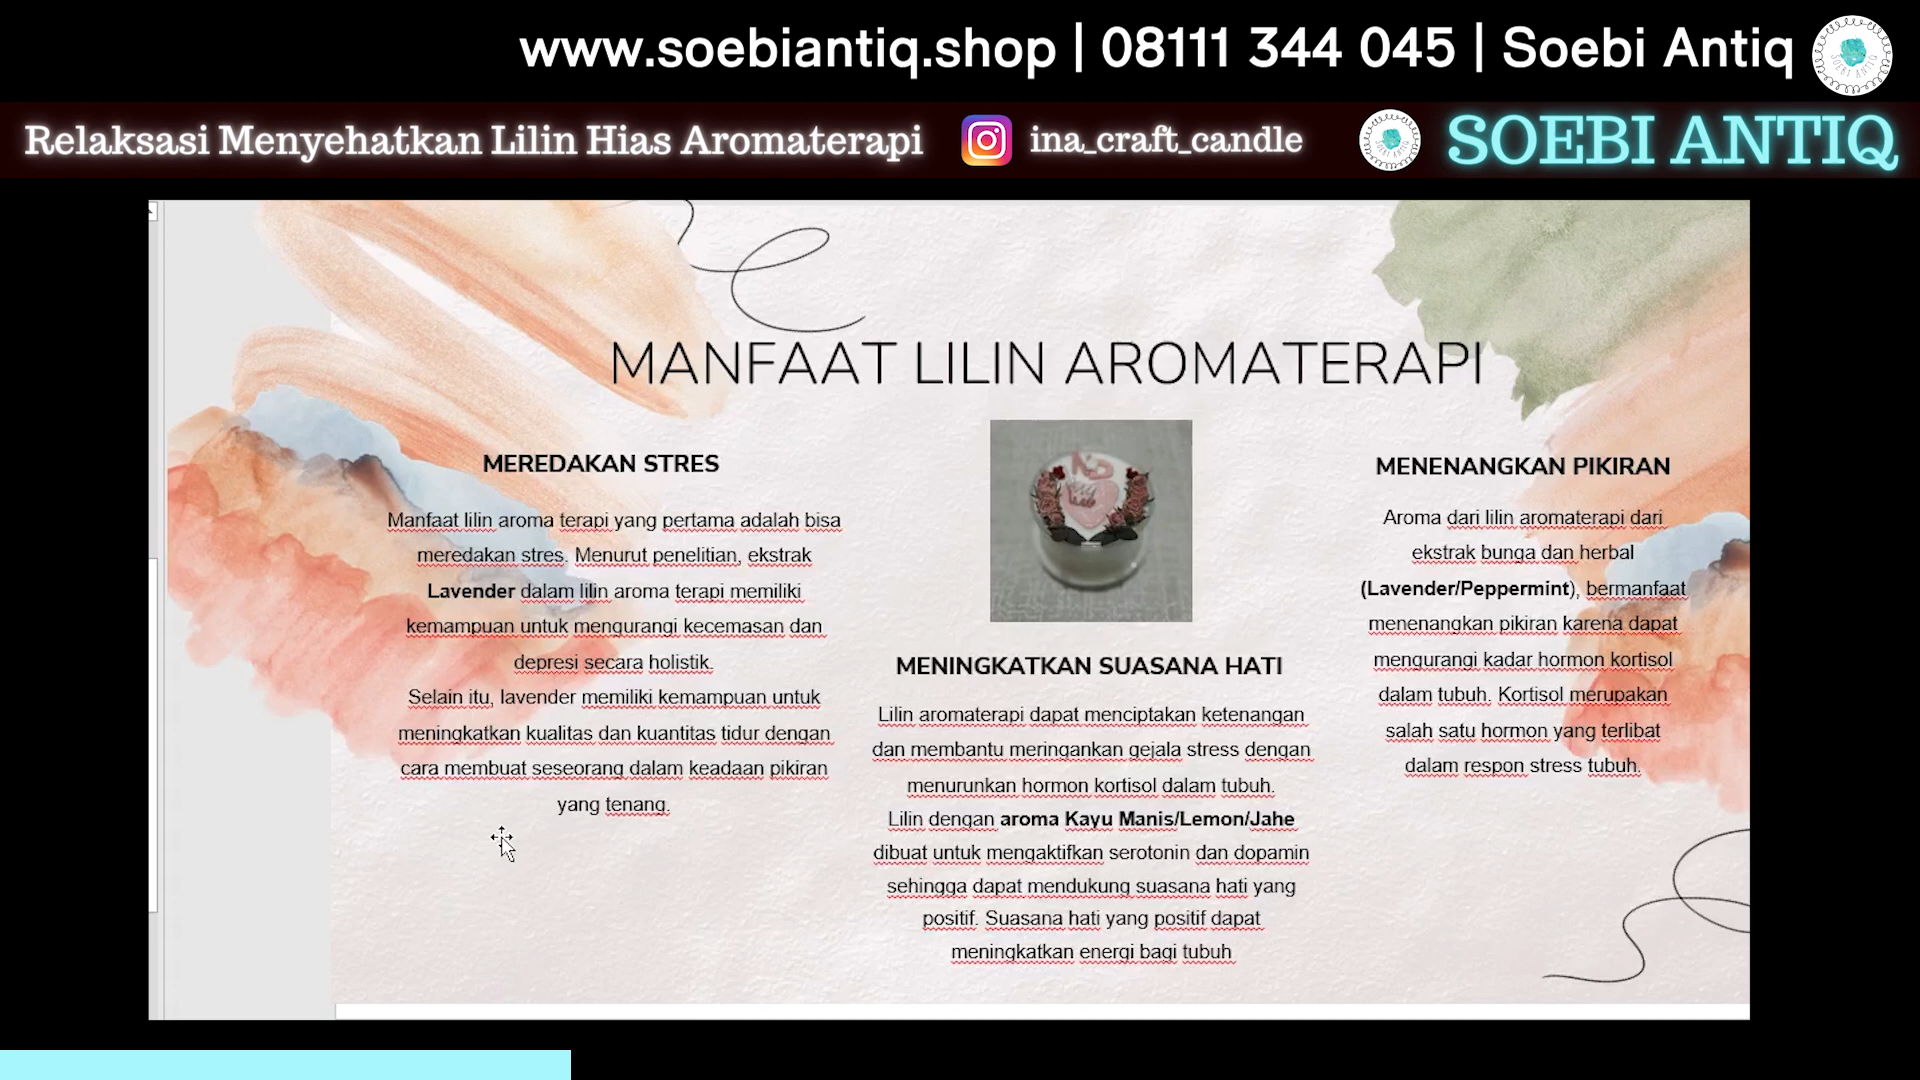 www.soebiantiq.shop | 08111 344 045 | Soebi Antiq
Relaksasi Menyehatkan Lilin Hias Aromaterapi
ina_craft_candle
SOEBI ANTIQ
MANFAAT LILIN AROMATERAPI
MEREDAKAN STRES
Manfaat lilin aroma terapi yang pertama adalah bisa
meredakan stres. Menurut penelitian, ekstrak
Lavender dalam lilin aroma terapi memiliki
kemampuan untuk mengurangi kecemasan dan
depresi secara holistik.
Selain itu, lavender memiliki kemampuan untuk
meningkatkan kualitas dan kuantitas tidur dengan
cara membuat seseorang dalam keadaan pikiran
yang tenang.
MENINGKATKAN SUASANA HATI
Lilin aromaterapi dapat menciptakan ketenangan
dan membantu meringankan gejala stress dengan
menurunkan hormon kortisol dalam tubuh.
Lilin dengan aroma Kayu Manis/Lemon/Jahe
dibuat untuk mengaktifkan serotonin dan dopamin
sehingga dapat mendukung suasana hati yang
positif. Suasana hati yang positif dapat
meningkatkan energi bagi tubuh
MENENANGKAN PIKIRAN
Aroma dari lilin aromaterapi dari
ekstrak bunga dan herbal
(Lavender/Peppermint), bermanfaat
menenangkan pikiran karena dapat
mengurangi kadar hormon kortisol
dalam tubuh. Kortisol merupakan
salah satu hormon yang terlibat
dalam respon stress tubuh.